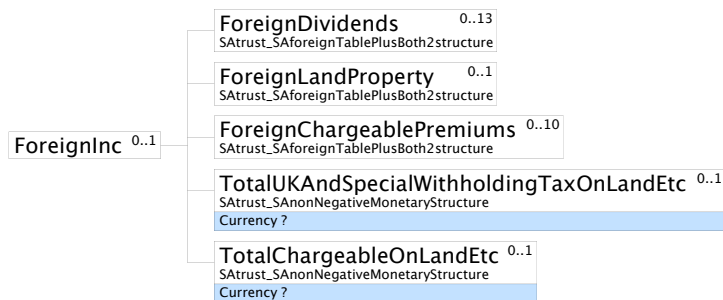 ForeignDividends 0..13
SAtrust_SAforeignTablePlusBoth2structure
ForeignLandProperty 0..1
SAtrust_SAforeignTablePlusBoth2structure
ForeignInc 0..1
ForeignChargeablePremiums 0..10
SAtrust_SAforeignTablePlusBoth2structure
TotalUKAndSpecialWithholdingTaxOnLandEtc 0..1
SAtrust_SAnonNegativeMonetaryStructure
Currency ?
TotalChargeableOnLandEtc 0..1
SAtrust_SAnonNegativeMonetaryStructure
Currency ?